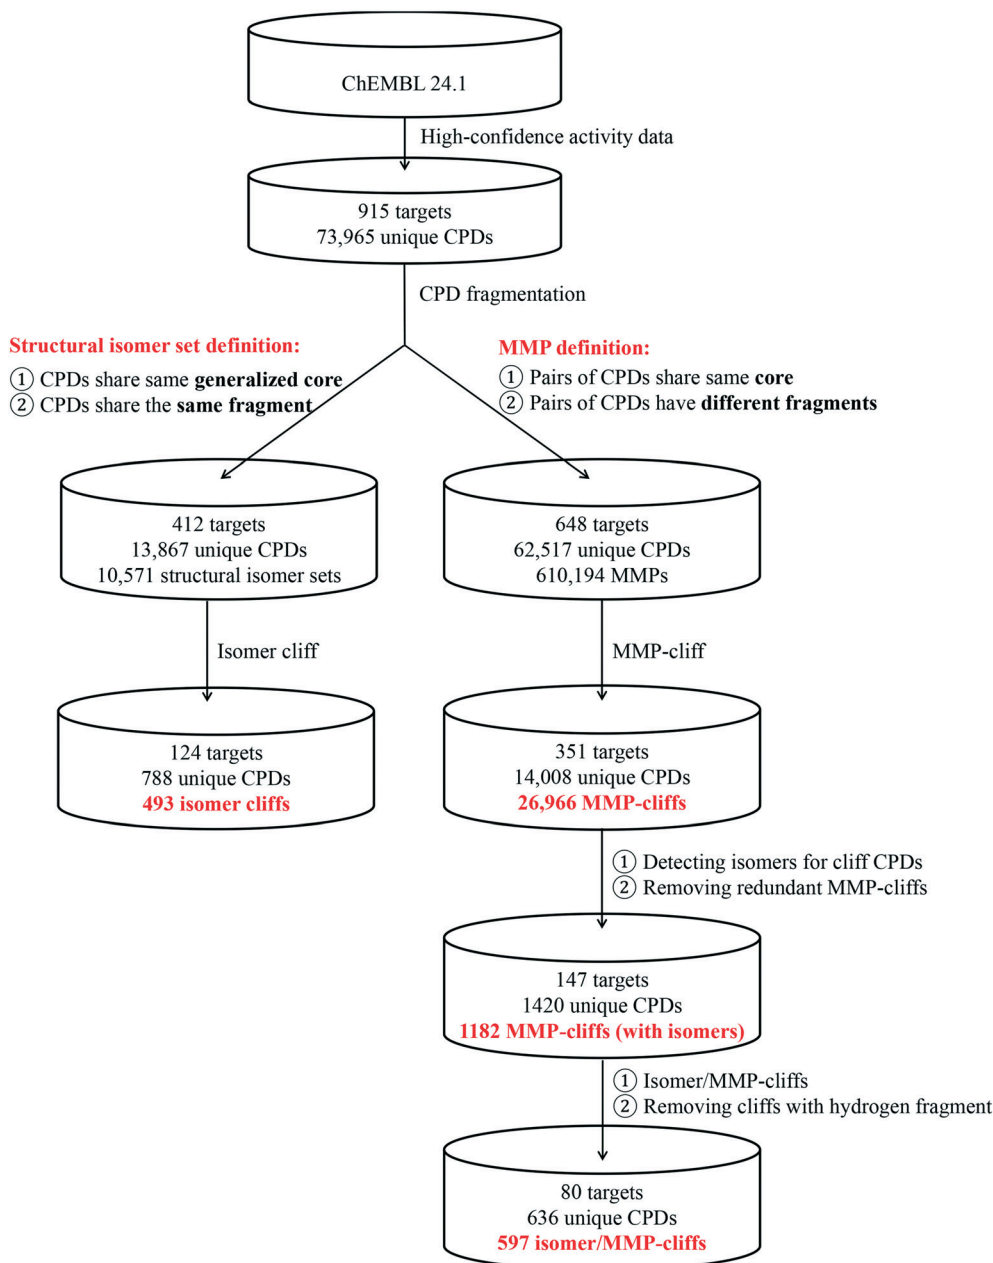 ChEMBL 24.1
High-confidence activity data
915 targets
73,965 unique CPDs
CPD fragmentation
Structural isomer set definition:
① CPDs share same generalized core
② CPDs share the same fragment
MMP definition:
① Pairs of CPDs share same core
② Pairs of CPDs have different fragments
412 targets
13,867 unique CPDs
10,571 structural isomer sets
648 targets
62,517 unique CPDs
610,194 MMPs
Isomer cliff
MMP-cliff
124 targets
788 unique CPDs
493 isomer cliffs
351 targets
14,008 unique CPDs
26,966 MMP-cliffs
① Detecting isomers for cliff CPDs
② Removing redundant MMP-cliffs
147 targets
1420 unique CPDs
1182 MMP-cliffs (with isomers)
① Isomer/MMP-cliffs
② Removing cliffs with hydrogen fragment
80 targets
636 unique CPDs
597 isomer/MMP-cliffs